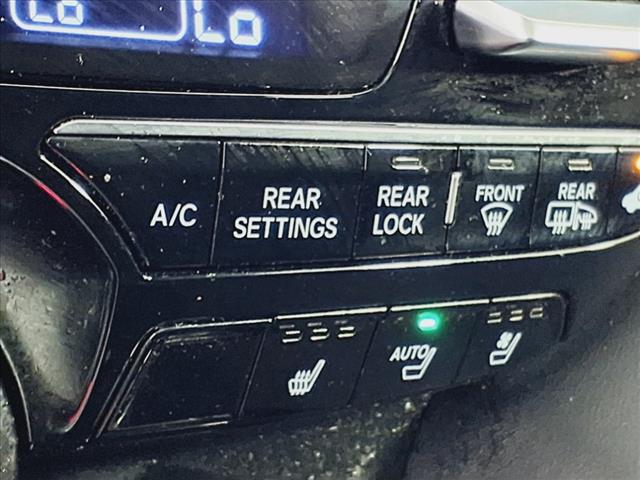 Lo Lo
A/C
REAR
SETTINGS
REAR
LOCK
FRONT
REAR
AUTO